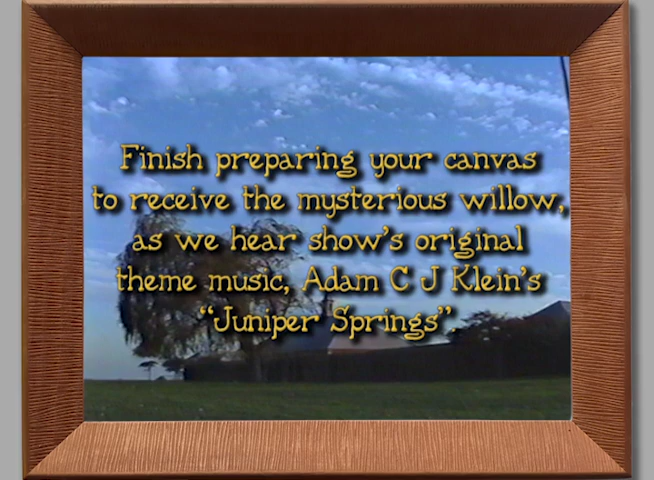 Finish preparing your canvas
to receive the mysterious willow,
as we hear show's original
theme music, Adam C J Klein's
"Juniper Springs".